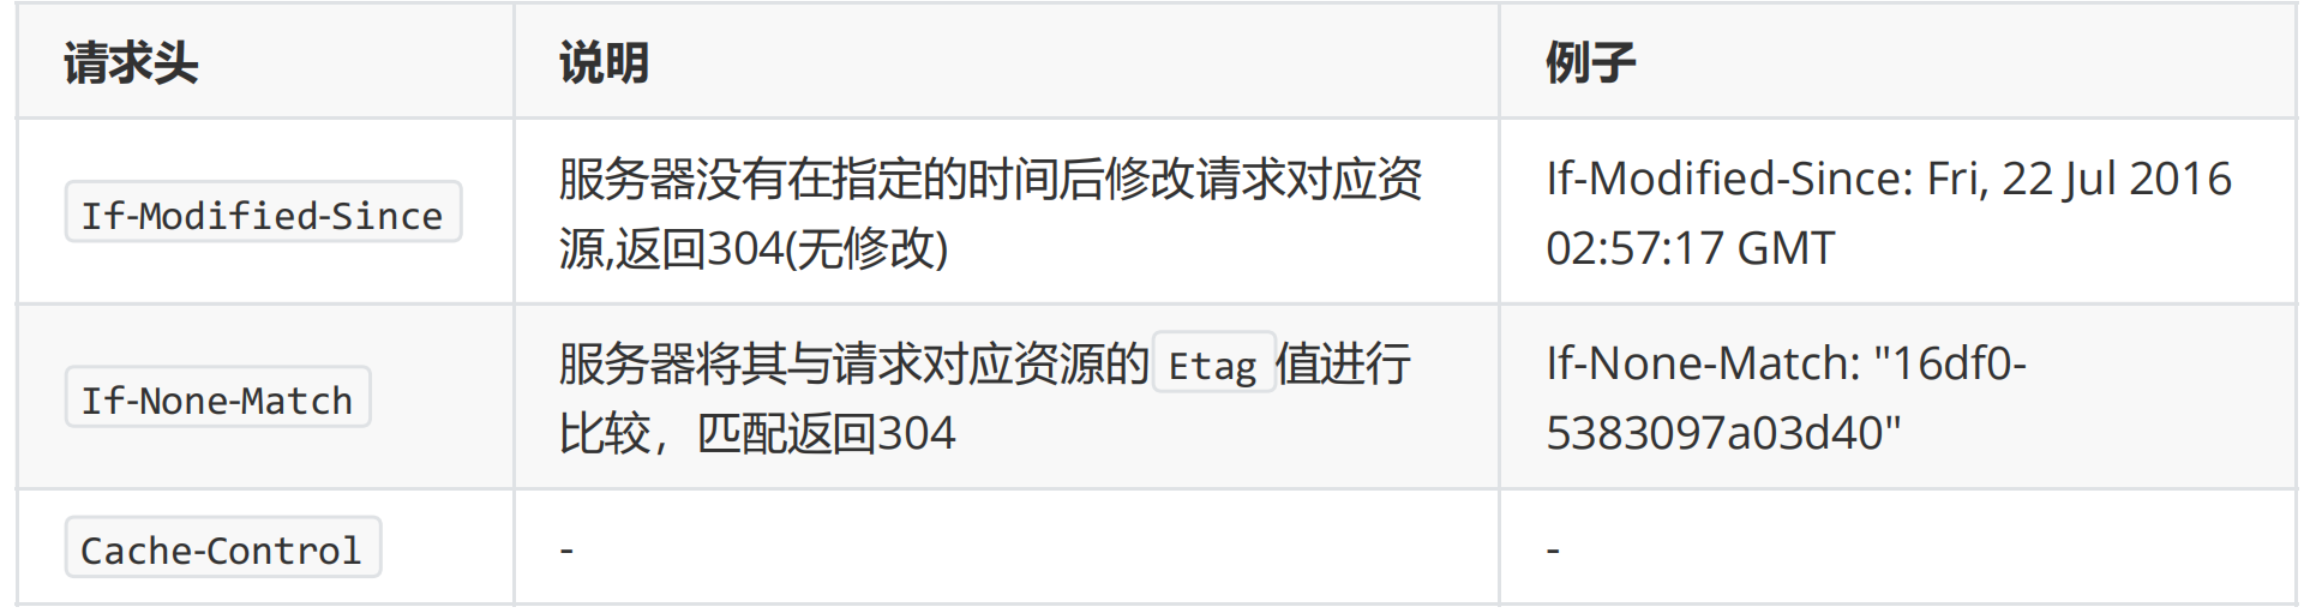 请求头 说明 例子
If-Modified-Since
服务器没有在指定的时间后修改请求对应资
源,返回304(无修改)
If-Modified-Since: Fri, 22 Jul 2016
02:57:17 GMT
If-None-Match
服务器将其与请求对应资源的 Etag 值进行
比较，匹配返回304
If-None-Match: "16df0-
5383097a03d40"
Cache-Control - -